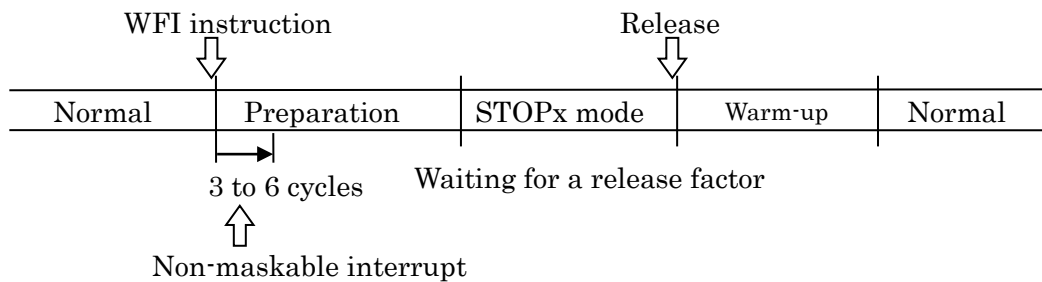 WFI instruction
Release
Normal
Preparation
STOPx mode
Warm-up
Normal
3 to 6 cycles
Waiting for a release factor
Non-maskable interrupt